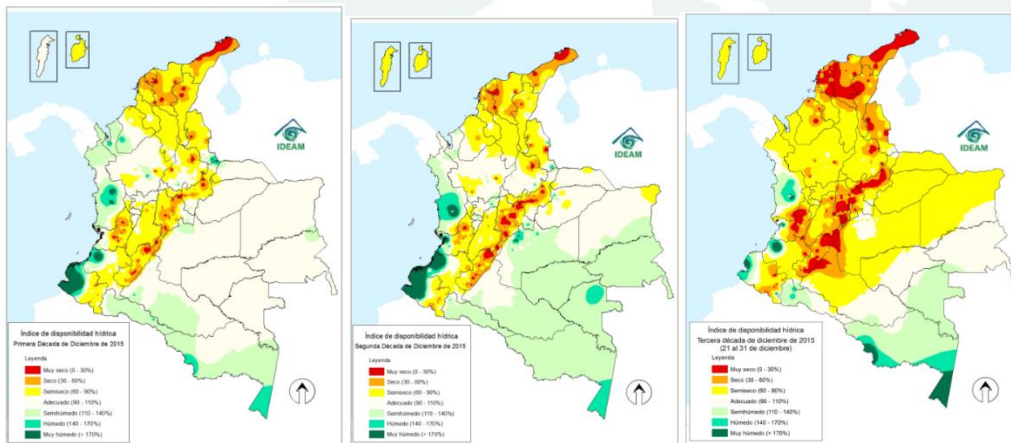 IDEAM
Índice de disponibilidad hídrica
Primera Década de Diciembre de 2015
Leyenda
Muy seco (0 - 30%)
Seco (30 - 60%)
Semiseco (60 - 90%)
Adecuado (90 - 110%)
Semihúmedo (110 - 140%)
Húmedo (140 - 170%)
Muy húmedo (> 170%)
IDEAM
Índice de disponibilidad hídrica
Segunda Década de Diciembre de 2015
Leyenda
Muy seco (0 - 30%)
Seco (30 - 60%)
Semiseco (60 - 90%)
Adecuado (90 - 110%)
Semihúmedo (110 - 140%)
Húmedo (140 - 170%)
Muy húmedo (> 170%)
IDEAM
Índice de disponibilidad hídrica
Tercera década de diciembre de 2015
(21 al 31 de diciembre)
Leyenda
Muy seco (0 - 30%)
Seco (30 - 60%)
Semiseco (60 - 90%)
Adecuado (90 - 110%)
Semihúmedo (110 - 140%)
Húmedo (140 - 170%)
Muy húmedo (> 170%)